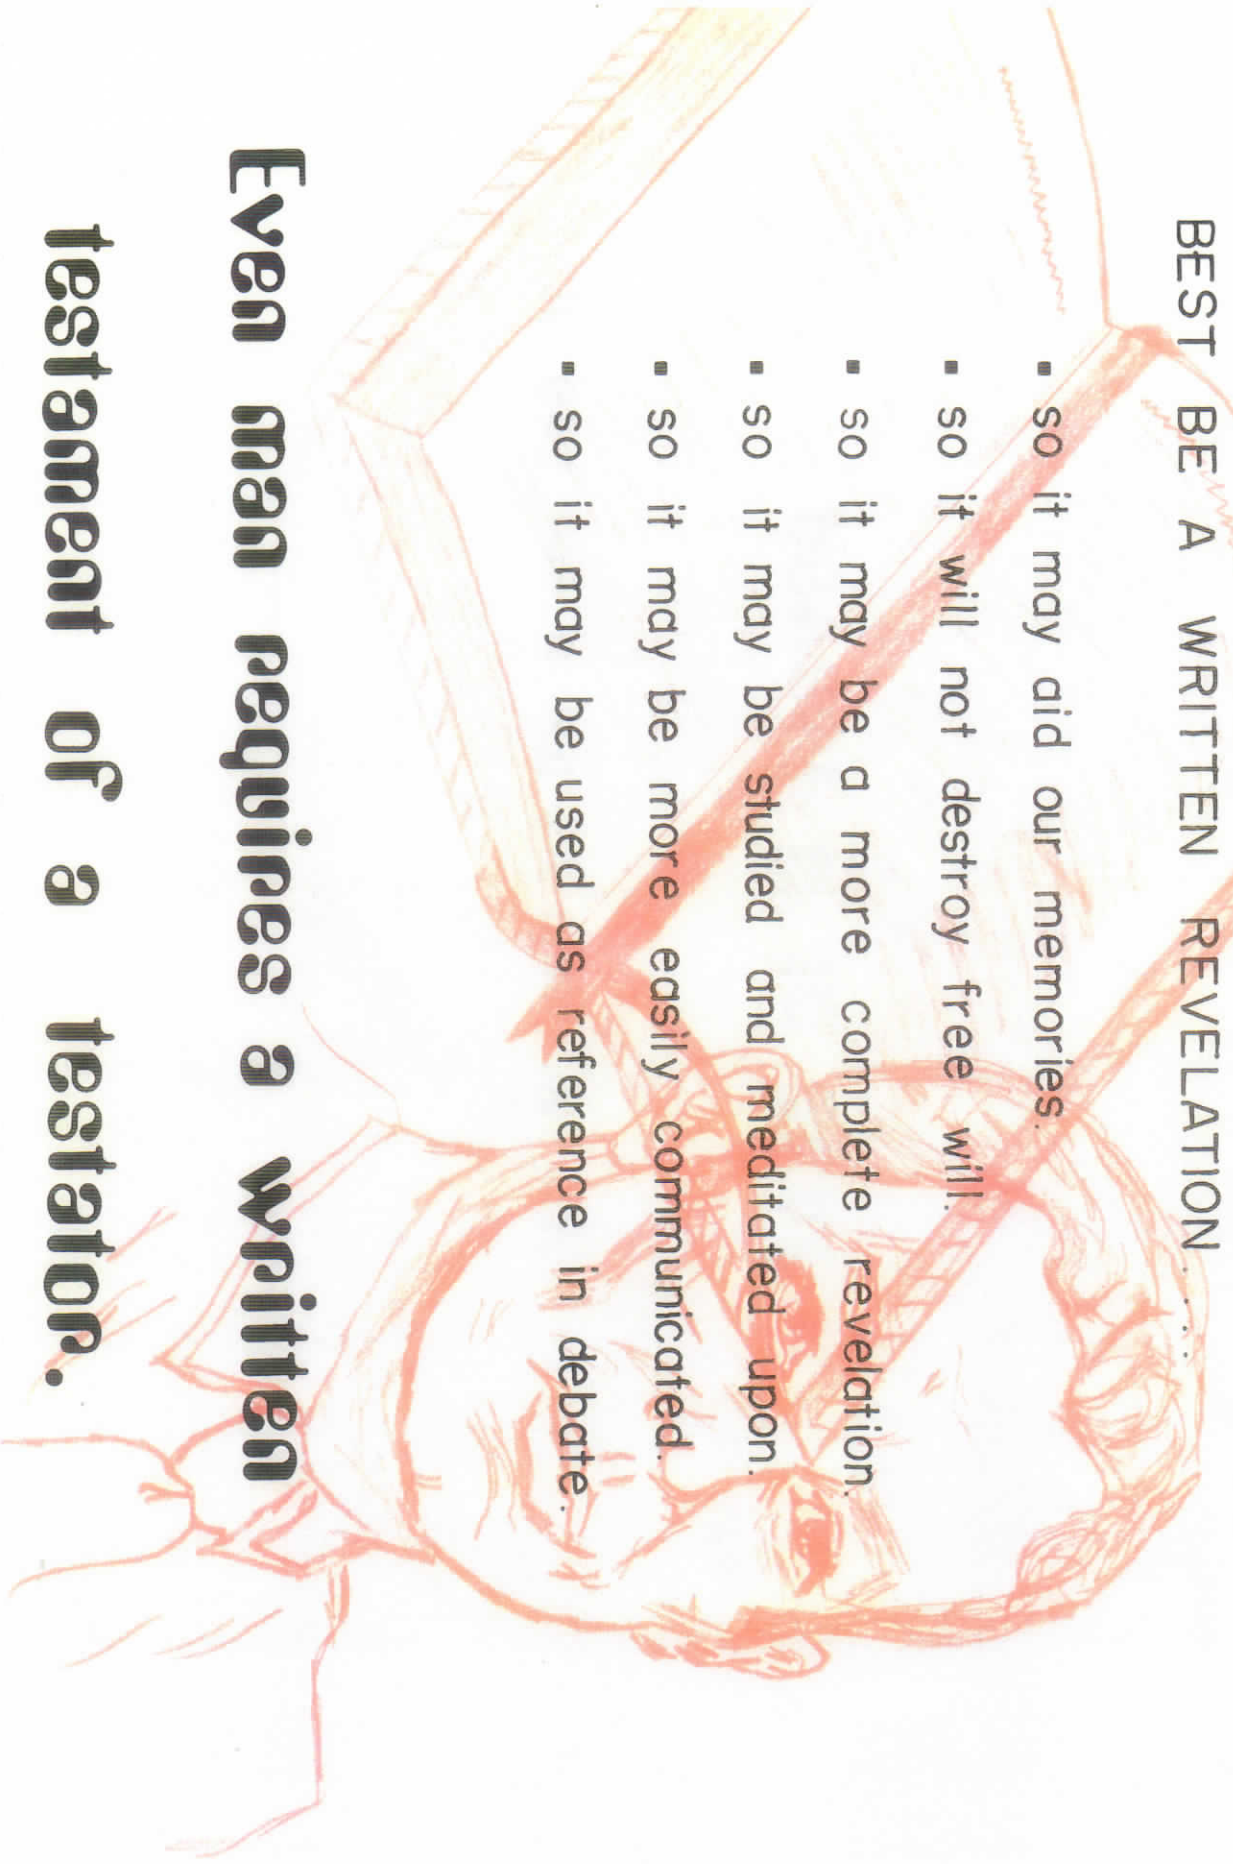 BEST BE A WRITTEN REVELATION . . .
▪ so it may aid our memories.
▪ so it will not destroy free will.
▪ so it may be a more complete revelation.
▪ so it may be studied and meditated upon.
▪ so it may be more easily communicated.
▪ so it may be used as reference in debate.
Even man requires a written
testament of a testator.